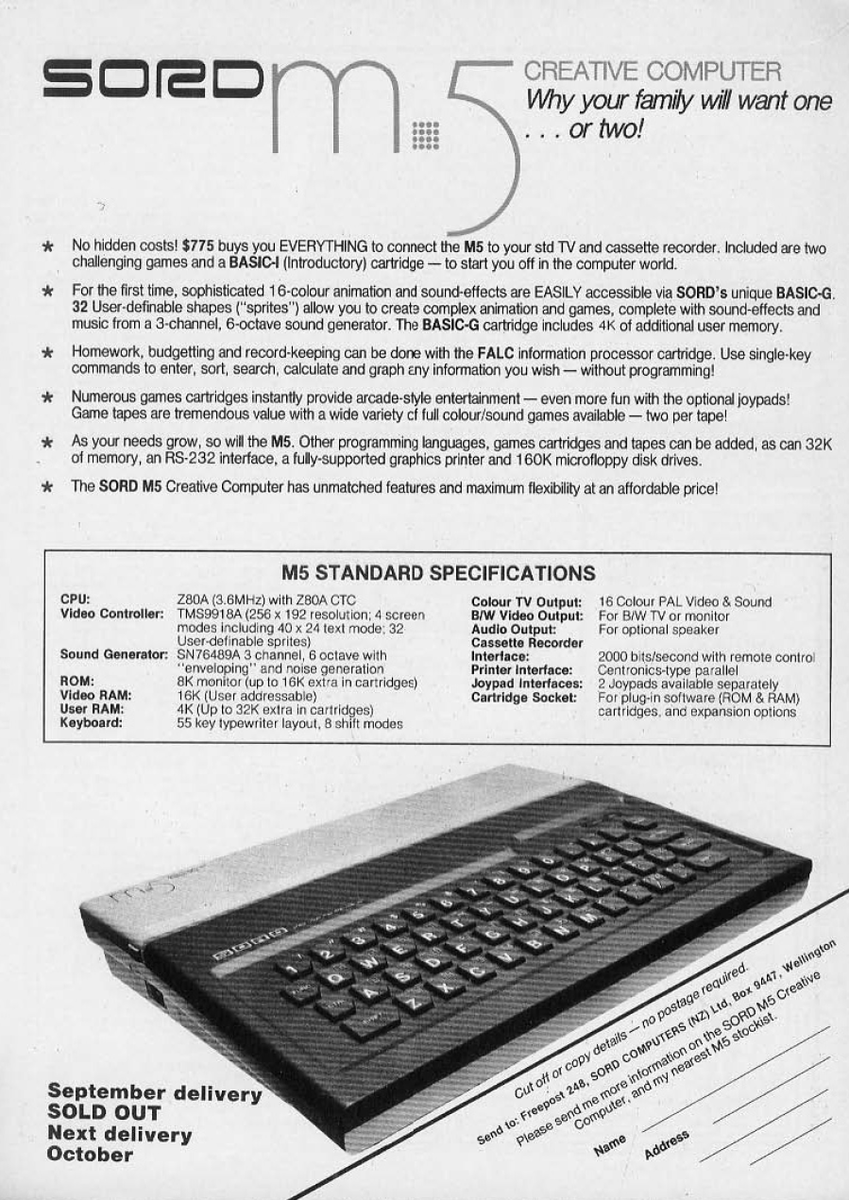 SORD m.5
CREATIVE COMPUTER
Why your family will want one
. . . or two!
* No hidden costs! $775 buys you EVERYTHING to connect the M5 to your std TV and cassette recorder. Included are two
challenging games and a BASIC-I (Introductory) cartridge — to start you off in the computer world.
* For the first time, sophisticated 16-colour animation and sound-effects are EASILY accessible via SORD's unique BASIC-G.
32 User-definable shapes ("sprites") allow you to create complex animation and games, complete with sound-effects and
music from a 3-channel, 6-octave sound generator. The BASIC-G cartridge includes 4K of additional user memory.
* Homework, budgetting and record-keeping can be done with the FALC information processor cartridge. Use single-key
commands to enter, sort, search, calculate and graph any information you wish — without programming!
* Numerous games cartridges instantly provide arcade-style entertainment — even more fun with the optional joypads!
Game tapes are tremendous value with a wide variety of full colour/sound games available — two per tape!
* As your needs grow, so will the M5. Other programming languages, games cartridges and tapes can be added, as can 32K
of memory, an RS-232 interface, a fully-supported graphics printer and 160K microfloppy disk drives.
* The SORD M5 Creative Computer has unmatched features and maximum flexibility at an affordable price!
M5 STANDARD SPECIFICATIONS
CPU: Z80A (3.6MHz) with Z80A CTC
Video Controller: TMS9918A (256 x 192 resolution; 4 screen
modes including 40 x 24 text mode; 32
User-definable sprites)
Sound Generator: SN76489A 3 channel, 6 octave with
"enveloping" and noise generation
ROM: 8K monitor (up to 16K extra in cartridges)
Video RAM: 16K (User addressable)
User RAM: 4K (Up to 32K extra in cartridges)
Keyboard: 55 key typewriter layout, 8 shift modes
Colour TV Output: 16 Colour PAL Video & Sound
B/W Video Output: For B/W TV or monitor
Audio Output: For optional speaker
Cassette Recorder
Interface: 2000 bits/second with remote control
Printer Interface: Centronics-type parallel
Joypad Interfaces: 2 Joypads available separately
Cartridge Socket: For plug-in software (ROM & RAM)
cartridges, and expansion options
m.5
SORD
1 2 3 4 5 6 7 8 9 0
Q W E R T
A S D F G H
Z X C V B N M
September delivery
SOLD OUT
Next delivery
October
Cut off or copy details — no postage required.
Send to: Freepost 248, SORD COMPUTERS (NZ) Ltd, Box 9447, Wellington
Please send me more information on the SORD M5 Creative
Computer, and my nearest M5 stockist.
Name
Address